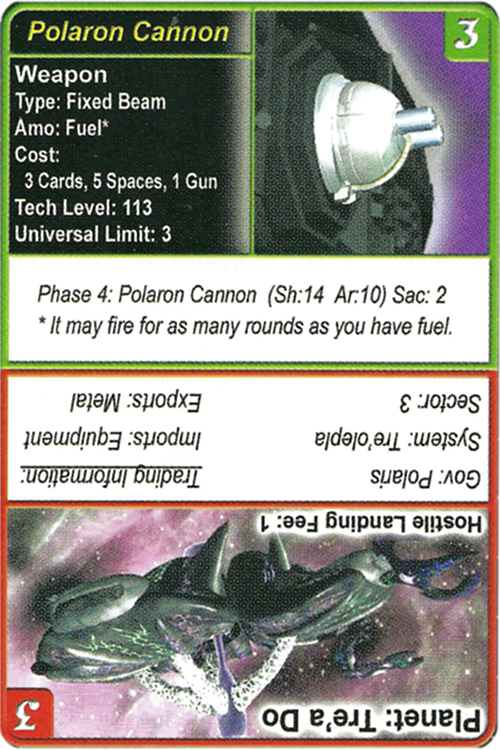 Polaron Cannon
3
Weapon
Type: Fixed Beam
Amo: Fuel*
Cost:
3 Cards, 5 Spaces, 1 Gun
Tech Level: 113
Universal Limit: 3
Phase 4: Polaron Cannon (Sh:14 Ar:10) Sac: 2
* It may fire for as many rounds as you have fuel.
Planet: Tre'a Do
3
Hostile Landing Fee: 1
Gov: Polaris
System: Tre'olepla
Sector: 3
Trading Information:
Imports: Equipment
Exports: Metal